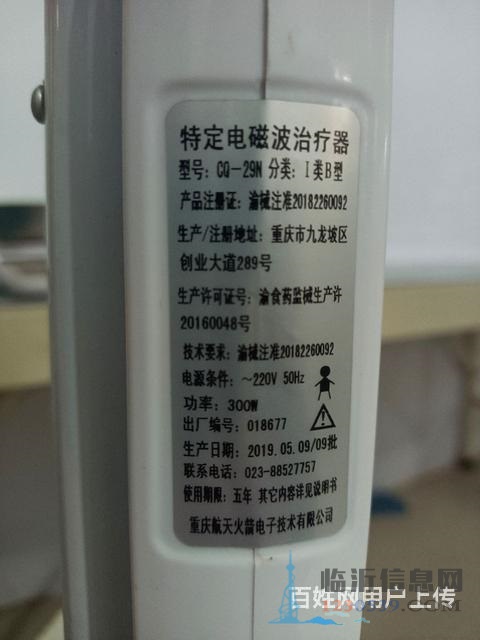 特定电磁波治疗器
型号：CQ-29N 分类：I类B型
产品注册证：渝械注准20182260092
生产/注册地址：重庆市九龙坡区
创业大道289号
生产许可证号：渝食药监械生产许
20160048号
技术要求：渝械注准20182260092
电源条件：～220V 50Hz
功率：300W
出厂编号：018677
生产日期：2019.05.09/09批
联系电话：023-88527757
使用期限：五年 其它内容详见说明书
重庆航天火箭电子技术有限公司
临沂信息网
百姓网用户上传